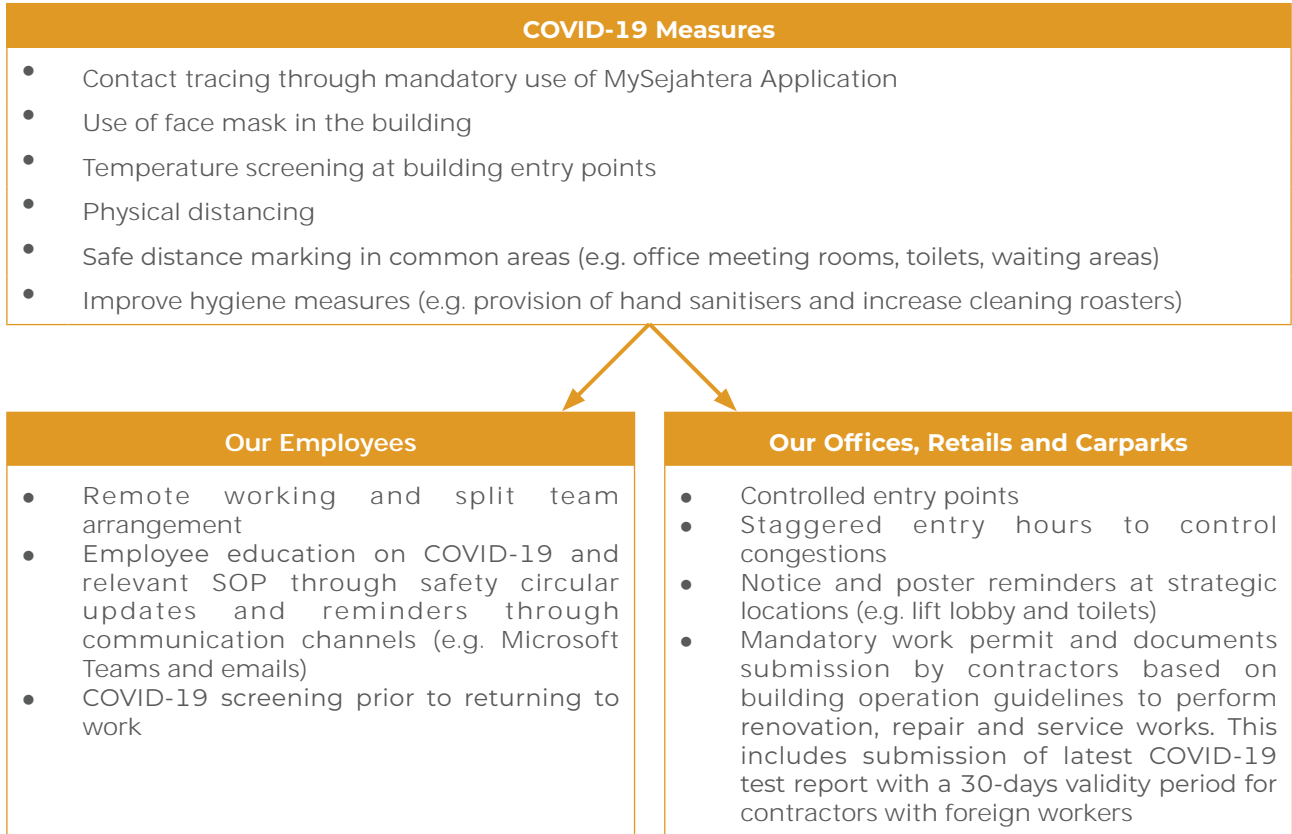 COVID-19 Measures
• Contact tracing through mandatory use of MySejahtera Application
• Use of face mask in the building
• Temperature screening at building entry points
• Physical distancing
• Safe distance marking in common areas (e.g. office meeting rooms, toilets, waiting areas)
• Improve hygiene measures (e.g. provision of hand sanitisers and increase cleaning roasters)
Our Employees
● Remote working and split team
arrangement
● Employee education on COVID-19 and
relevant SOP through safety circular
updates and reminders through
communication channels (e.g. Microsoft
Teams and emails)
● COVID-19 screening prior to returning to
work
Our Offices, Retails and Carparks
● Controlled entry points
● Staggered entry hours to control
congestions
● Notice and poster reminders at strategic
locations (e.g. lift lobby and toilets)
● Mandatory work permit and documents
submission by contractors based on
building operation guidelines to perform
renovation, repair and service works. This
includes submission of latest COVID-19
test report with a 30-days validity period for
contractors with foreign workers